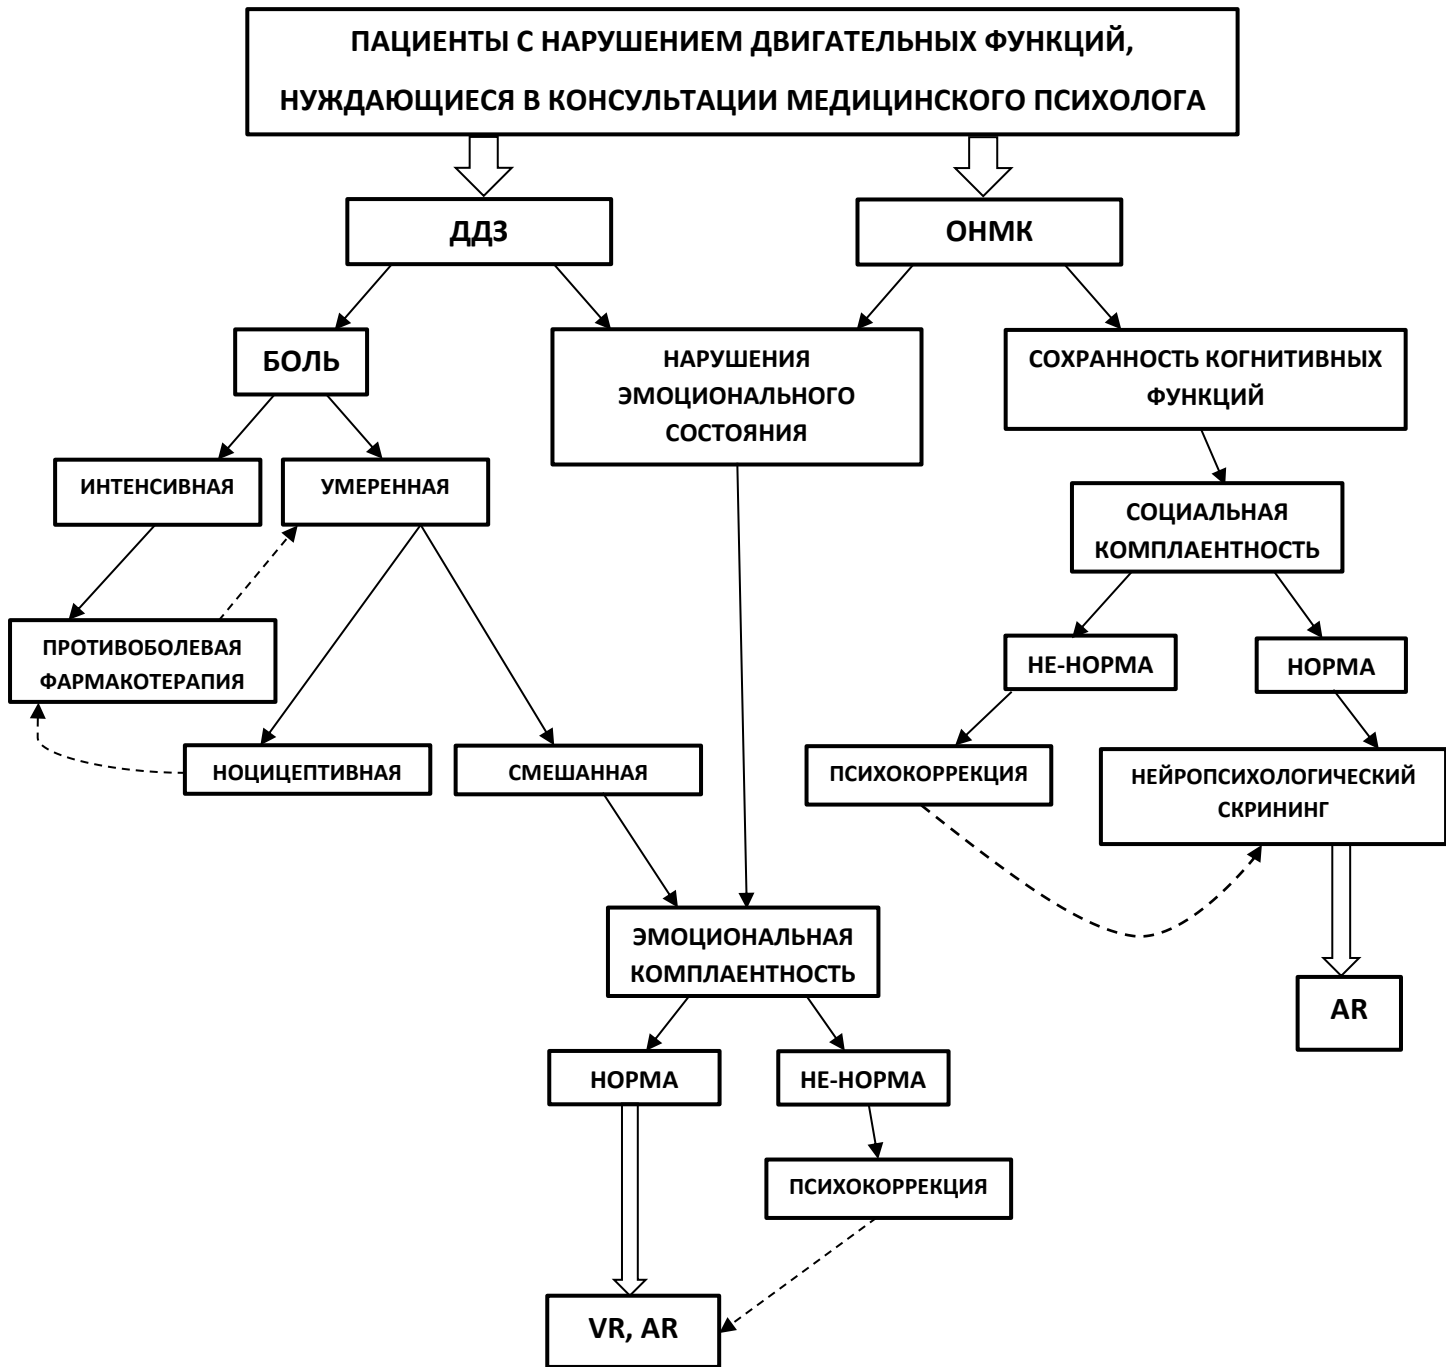 ПАЦИЕНТЫ С НАРУШЕНИЕМ ДВИГАТЕЛЬНЫХ ФУНКЦИЙ,
НУЖДАЮЩИЕСЯ В КОНСУЛЬТАЦИИ МЕДИЦИНСКОГО ПСИХОЛОГА
ДДЗ
ОНМК
БОЛЬ
НАРУШЕНИЯ
ЭМОЦИОНАЛЬНОГО
СОСТОЯНИЯ
СОХРАННОСТЬ КОГНИТИВНЫХ
ФУНКЦИЙ
ИНТЕНСИВНАЯ
УМЕРЕННАЯ
СОЦИАЛЬНАЯ
КОМПЛАЕНТНОСТЬ
ПРОТИВОБОЛЕВАЯ
ФАРМАКОТЕРАПИЯ
НЕ-НОРМА
НОРМА
НОЦИЦЕПТИВНАЯ
СМЕШАННАЯ
ПСИХОКОРРЕКЦИЯ
НЕЙРОПСИХОЛОГИЧЕСКИЙ
СКРИНИНГ
ЭМОЦИОНАЛЬНАЯ
КОМПЛАЕНТНОСТЬ
AR
НОРМА
НЕ-НОРМА
ПСИХОКОРРЕКЦИЯ
VR, AR